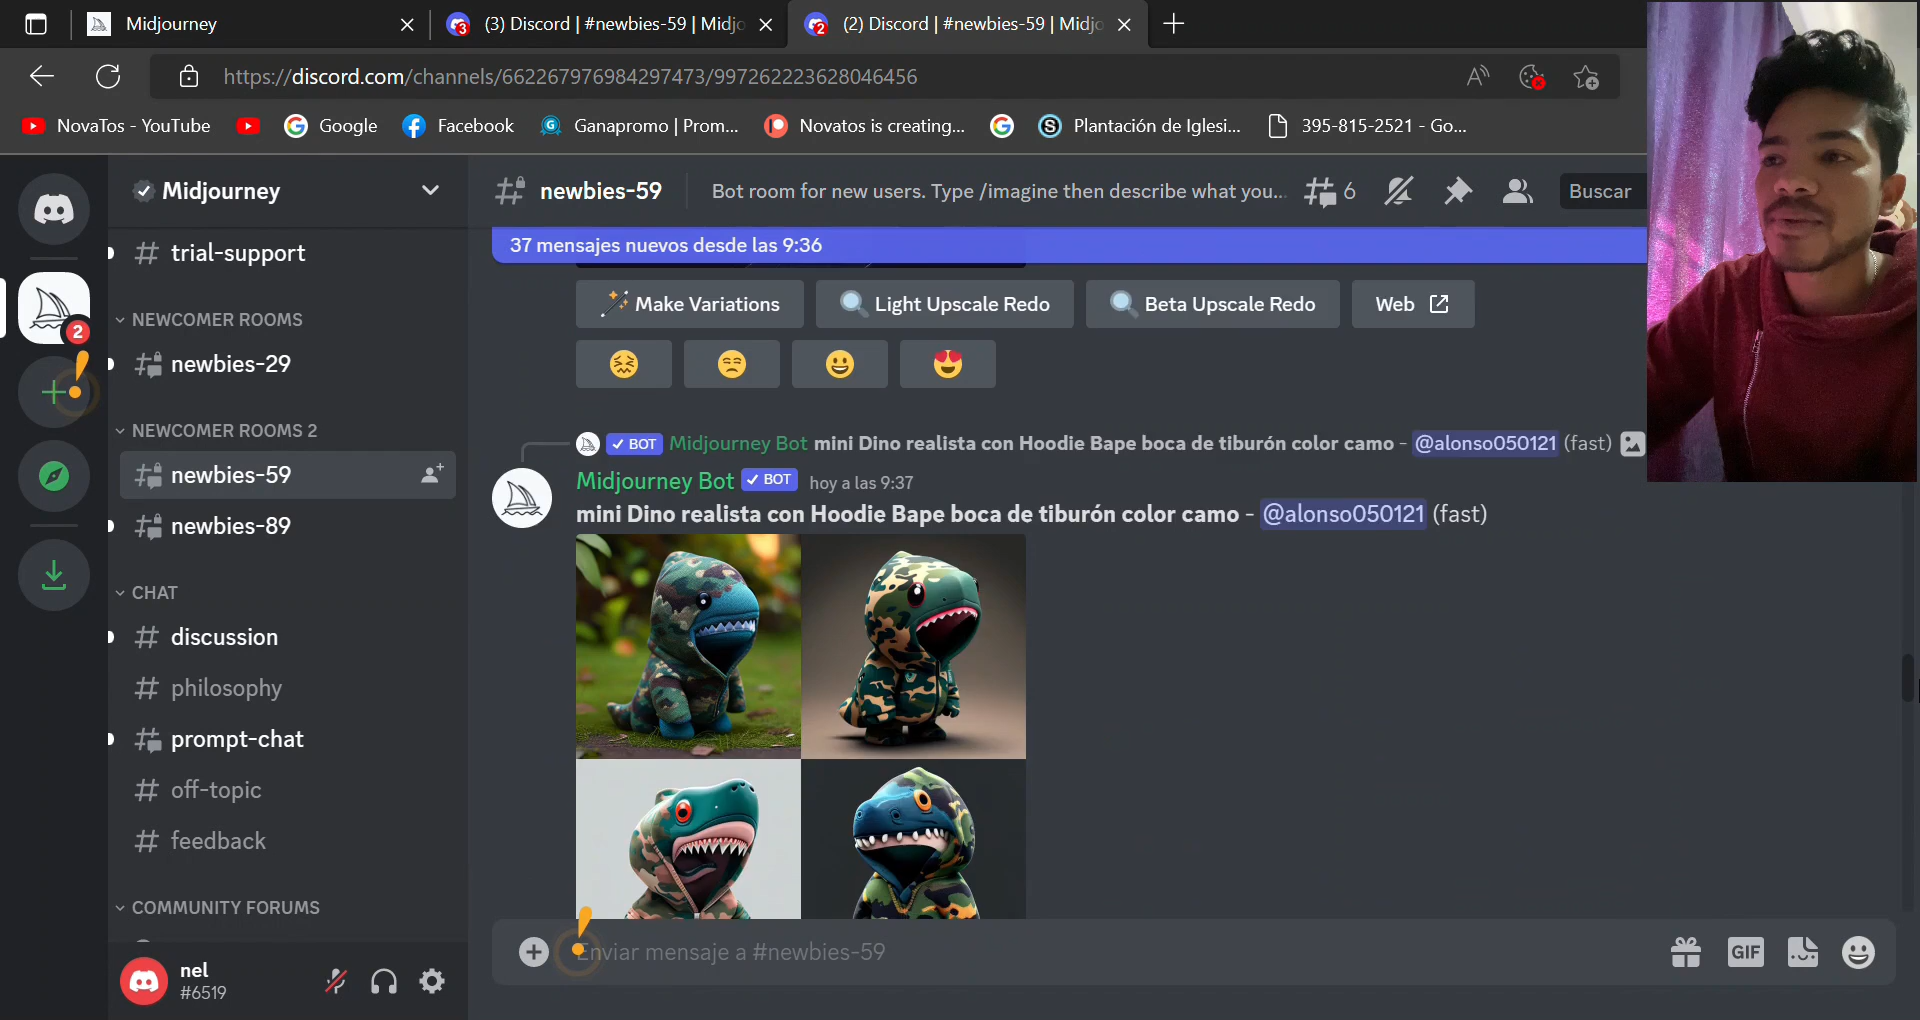 Midjourney
(3) Discord | #newbies-59 | Midjo
(2) Discord | #newbies-59 | Midjo
https://discord.com/channels/662267976984297473/997262223628046456
NovaTos - YouTube
Google
Facebook
Ganapromo | Prom...
Novatos is creating...
Plantación de Iglesi...
395-815-2521 - Go...
Midjourney
newbies-59
Bot room for new users. Type /imagine then describe what you...
6
Buscar
37 mensajes nuevos desde las 9:36
trial-support
NEWCOMER ROOMS
newbies-29
2
NEWCOMER ROOMS 2
newbies-59
newbies-89
CHAT
discussion
philosophy
prompt-chat
off-topic
feedback
COMMUNITY FORUMS
nel
#6519
Make Variations
Light Upscale Redo
Beta Upscale Redo
Web
BOT Midjourney Bot mini Dino realista con Hoodie Bape boca de tiburón color camo - @alonso050121 (fast)
Midjourney Bot BOT hoy a las 9:37
mini Dino realista con Hoodie Bape boca de tiburón color camo - @alonso050121 (fast)
Enviar mensaje a #newbies-59
GIF